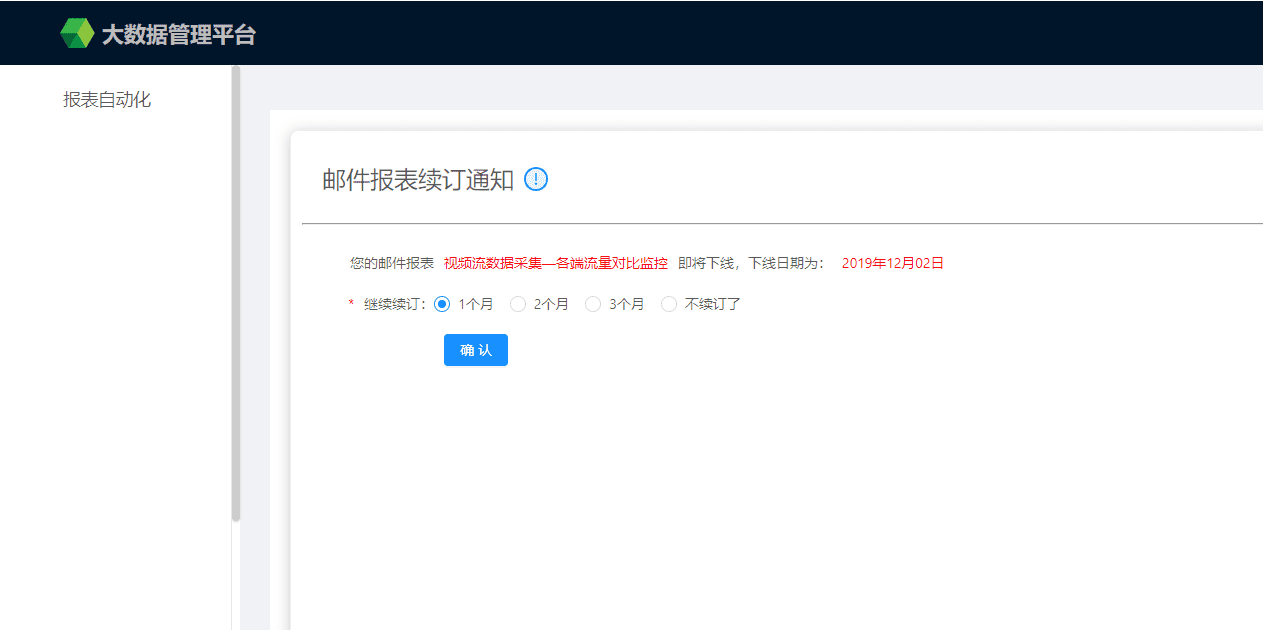 大数据管理平台
报表自动化
邮件报表续订通知
您的邮件报表 视频流数据采集—各端流量对比监控 即将下线，下线日期为： 2019年12月02日
* 继续续订： 1个月 2个月 3个月 不续订了
确 认